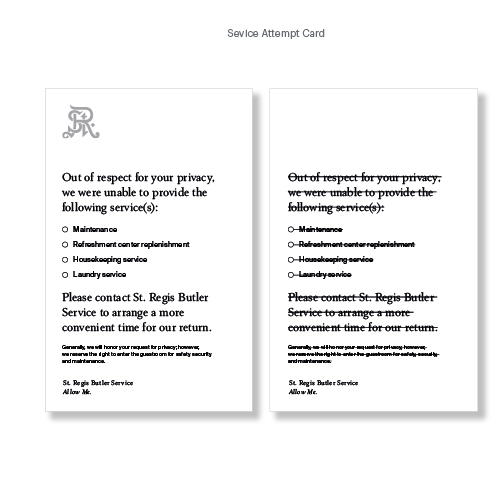 Sevice Attempt Card
Out of respect for your privacy,
we were unable to provide the
following service(s):
Maintenance
Refreshment center replenishment
Housekeeping service
Laundry service
Please contact St. Regis Butler
Service to arrange a more
convenient time for our return.
Generally, we will honor your request for privacy; however,
we reserve the right to enter the guestroom for safety, security
and maintenance.
St. Regis Butler Service
Allow Me.
Out of respect for your privacy,
we were unable to provide the
following service(s):
Maintenance
Refreshment center replenishment
Housekeeping service
Laundry service
Please contact St. Regis Butler
Service to arrange a more
convenient time for our return.
Generally, we will honor your request for privacy; however,
we reserve the right to enter the guestroom for safety, security
and maintenance.
St. Regis Butler Service
Allow Me.